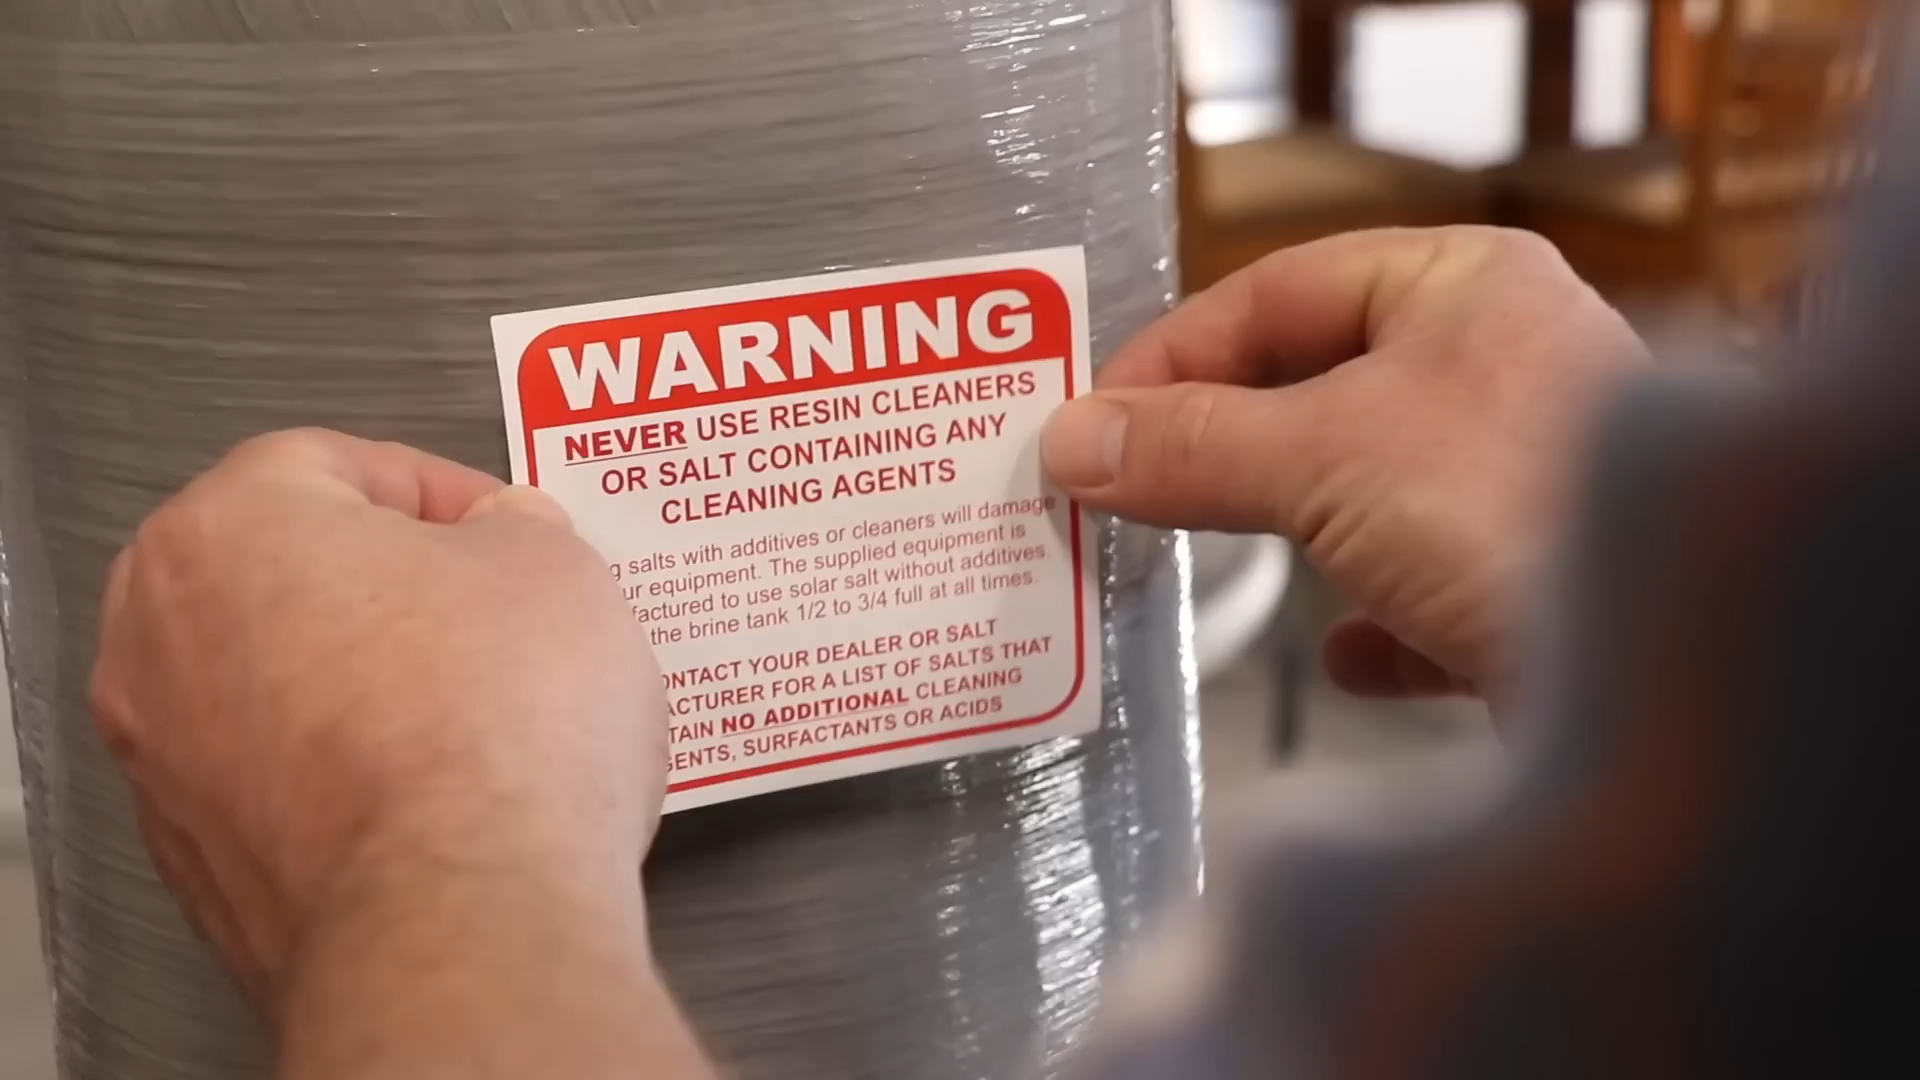 WARNING
NEVER USE RESIN CLEANERS
OR SALT CONTAINING ANY
CLEANING AGENTS
salts with additives or cleaners will damage
equipment. The supplied equipment is
to use solar salt without additives.
the brine tank 1/2 to 3/4 full at all times.
YOUR DEALER OR SALT
FOR A LIST OF SALTS THAT
NO ADDITIONAL CLEANING
SURFACTANTS OR ACIDS